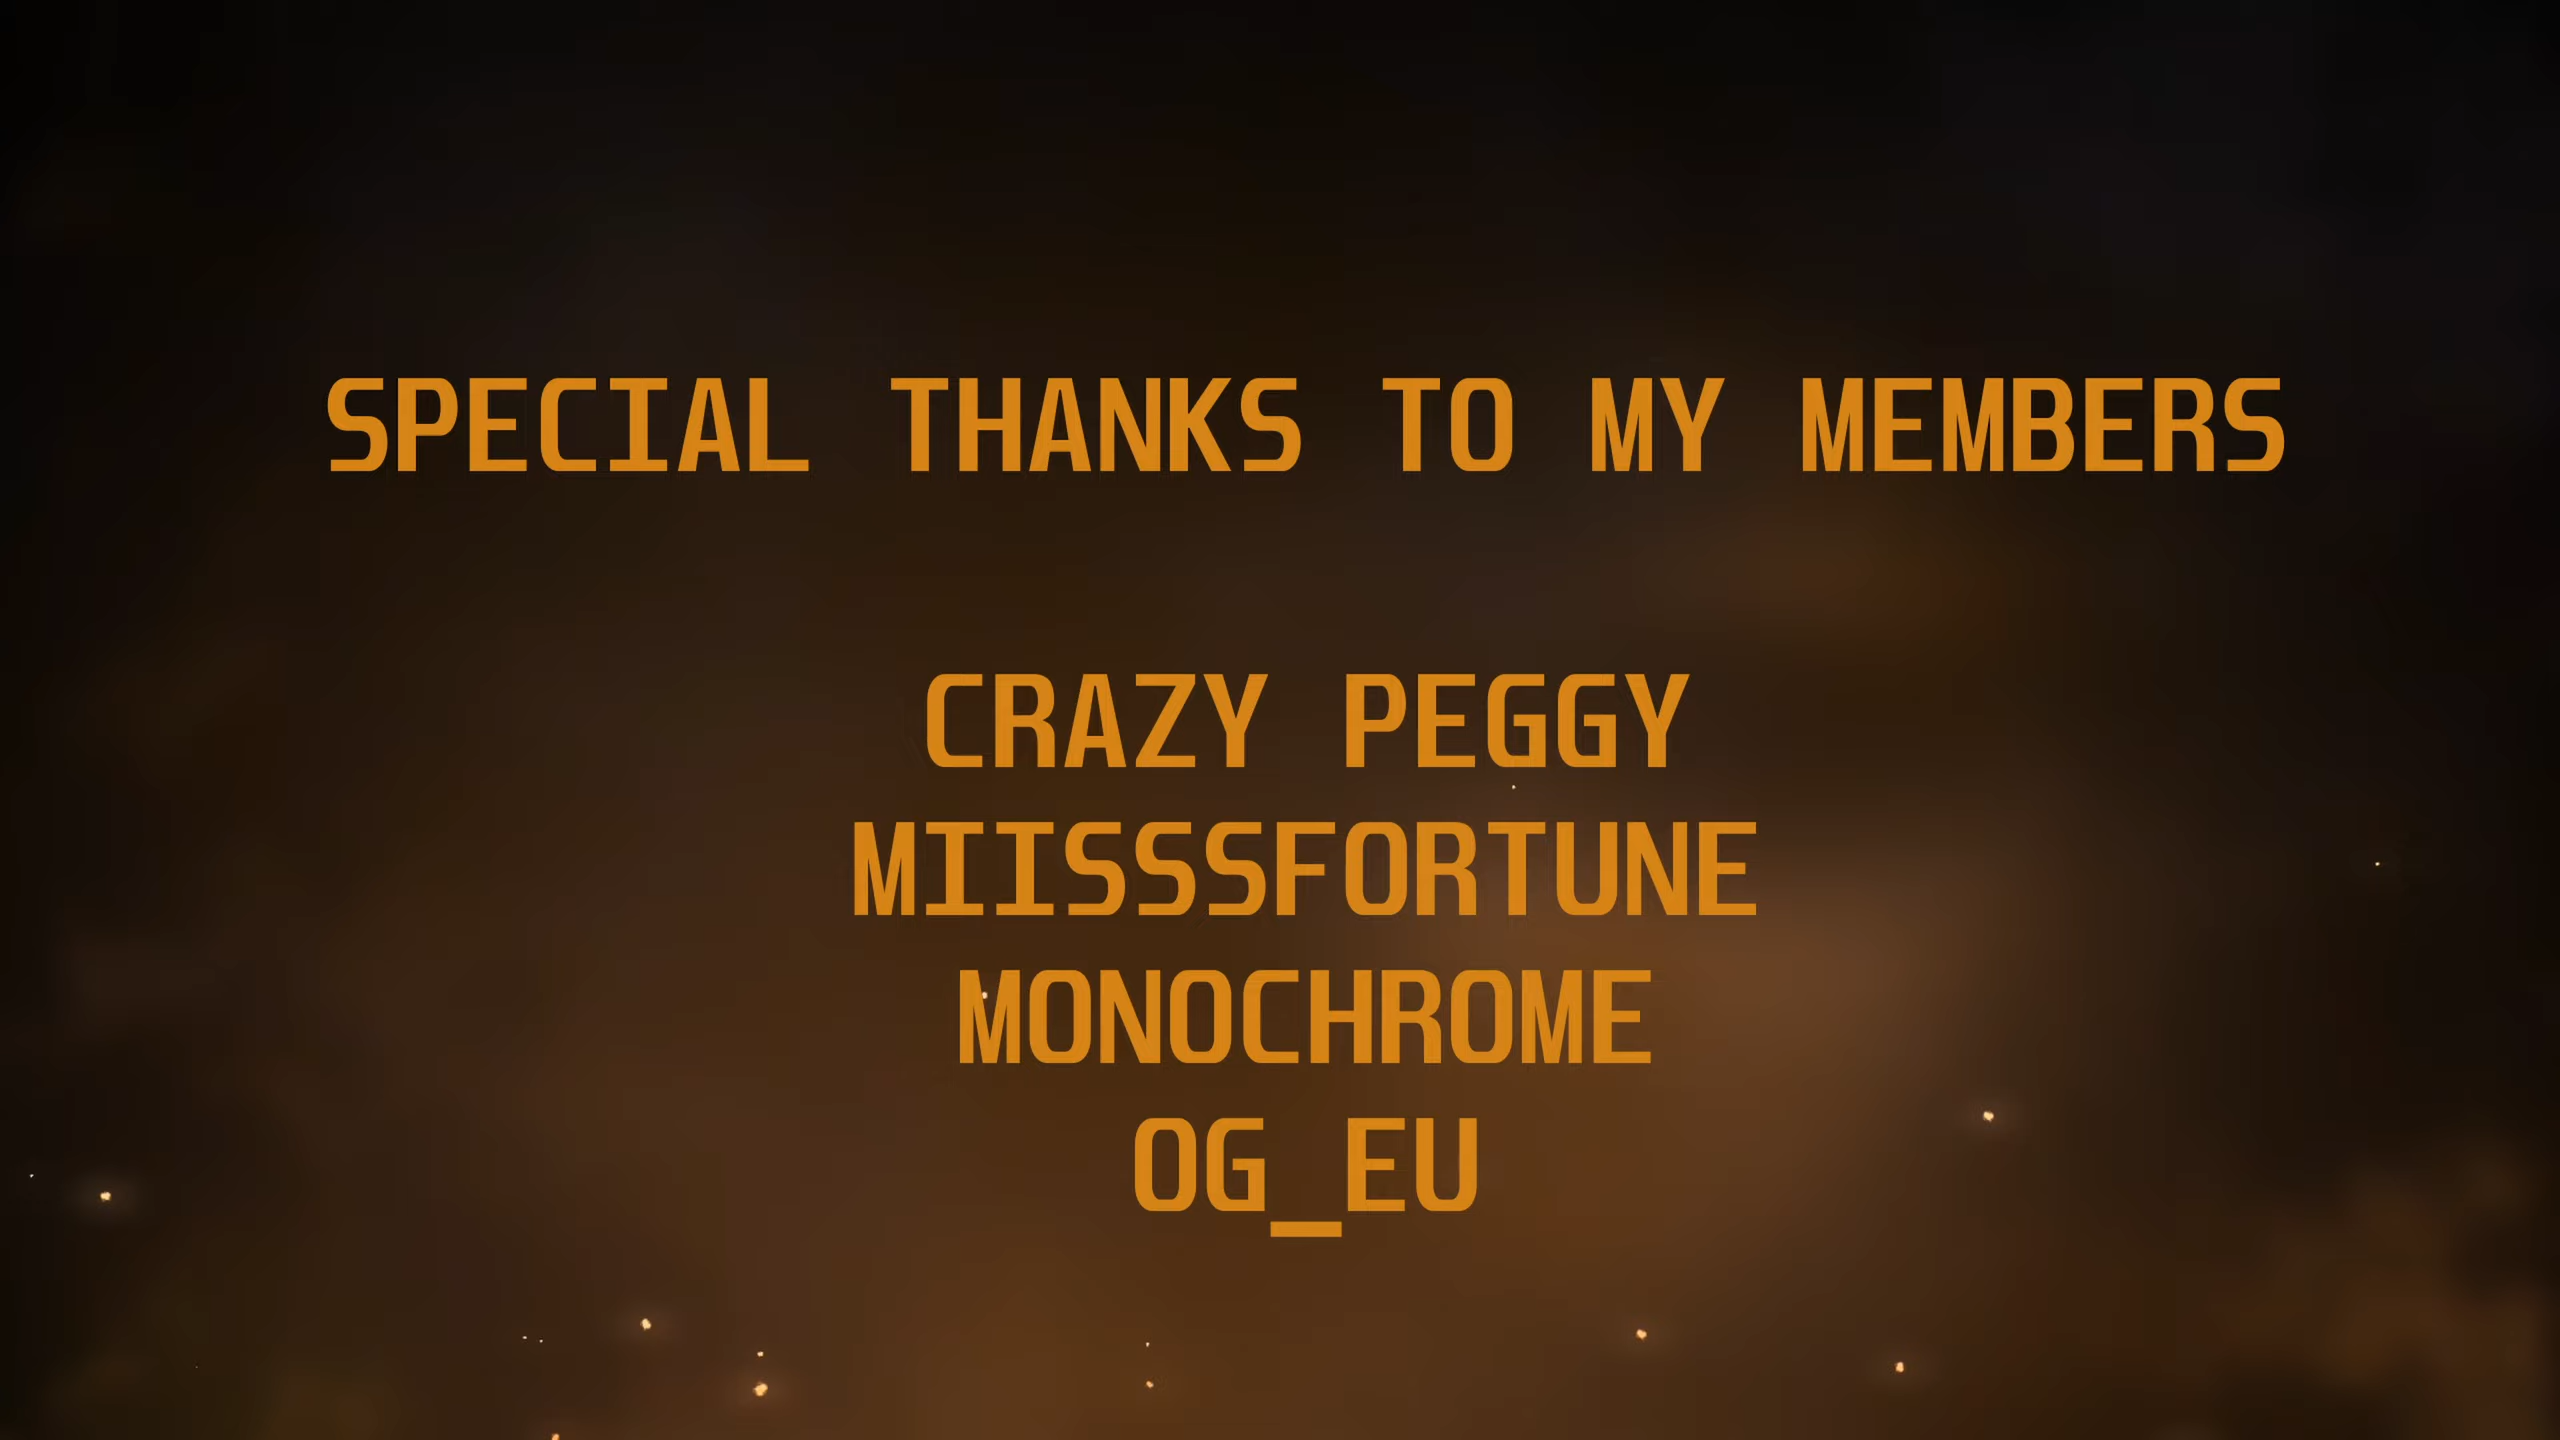 SPECIAL THANKS TO MY MEMBERS
CRAZY PEGGY
MIISSSFORTUNE
MONOCHROME
OG_EU